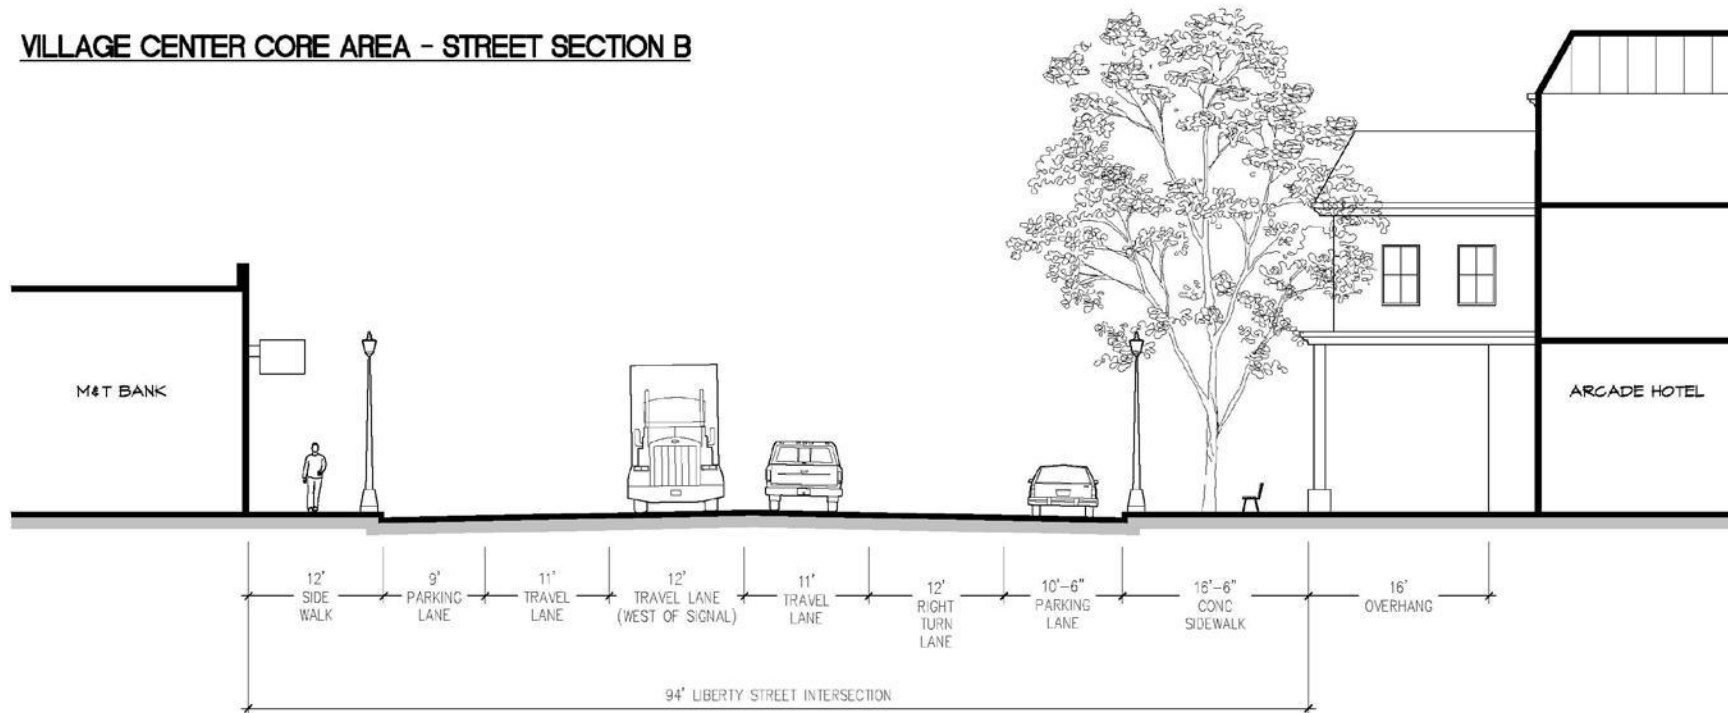 VILLAGE CENTER CORE AREA - STREET SECTION B
M&T BANK
ARCADE HOTEL
12'
SIDE
WALK
9'
PARKING
LANE
11'
TRAVEL
LANE
12'
TRAVEL LANE
(WEST OF SIGNAL)
11'
TRAVEL
LANE
12'
RIGHT
TURN
LANE
10'-6"
PARKING
LANE
16'-6"
CONC
SIDEWALK
16'
OVERHANG
94' LIBERTY STREET INTERSECTION